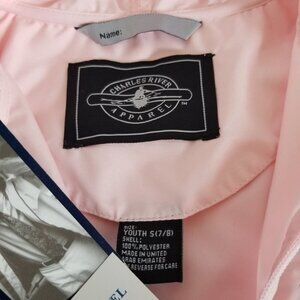 Name:
CHARLES RIVER
APPAREL
TM
SIZE:
YOUTH S(7/8)
SHELL:
100% POLYESTER
MADE IN UNITED
ARAB EMIRATES
REVERSE FOR CARE